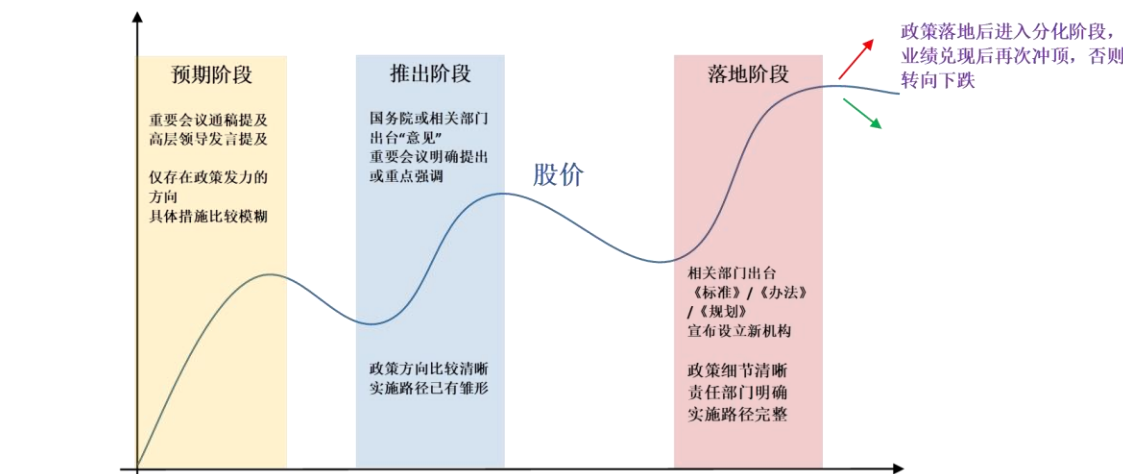 预期阶段
重要会议通稿提及
高层领导发言提及
仅存在政策发力的
方向
具体措施比较模糊
推出阶段
国务院或相关部门
出台“意见”
重要会议明确提出
或重点强调
政策方向比较清晰
实施路径已有雏形
股价
落地阶段
相关部门出台
《标准》/《办法》
/《规划》
宣布设立新机构
政策细节清晰
责任部门明确
实施路径完整
政策落地后进入分化阶段，
业绩兑现后再次冲顶，否则
转向下跌